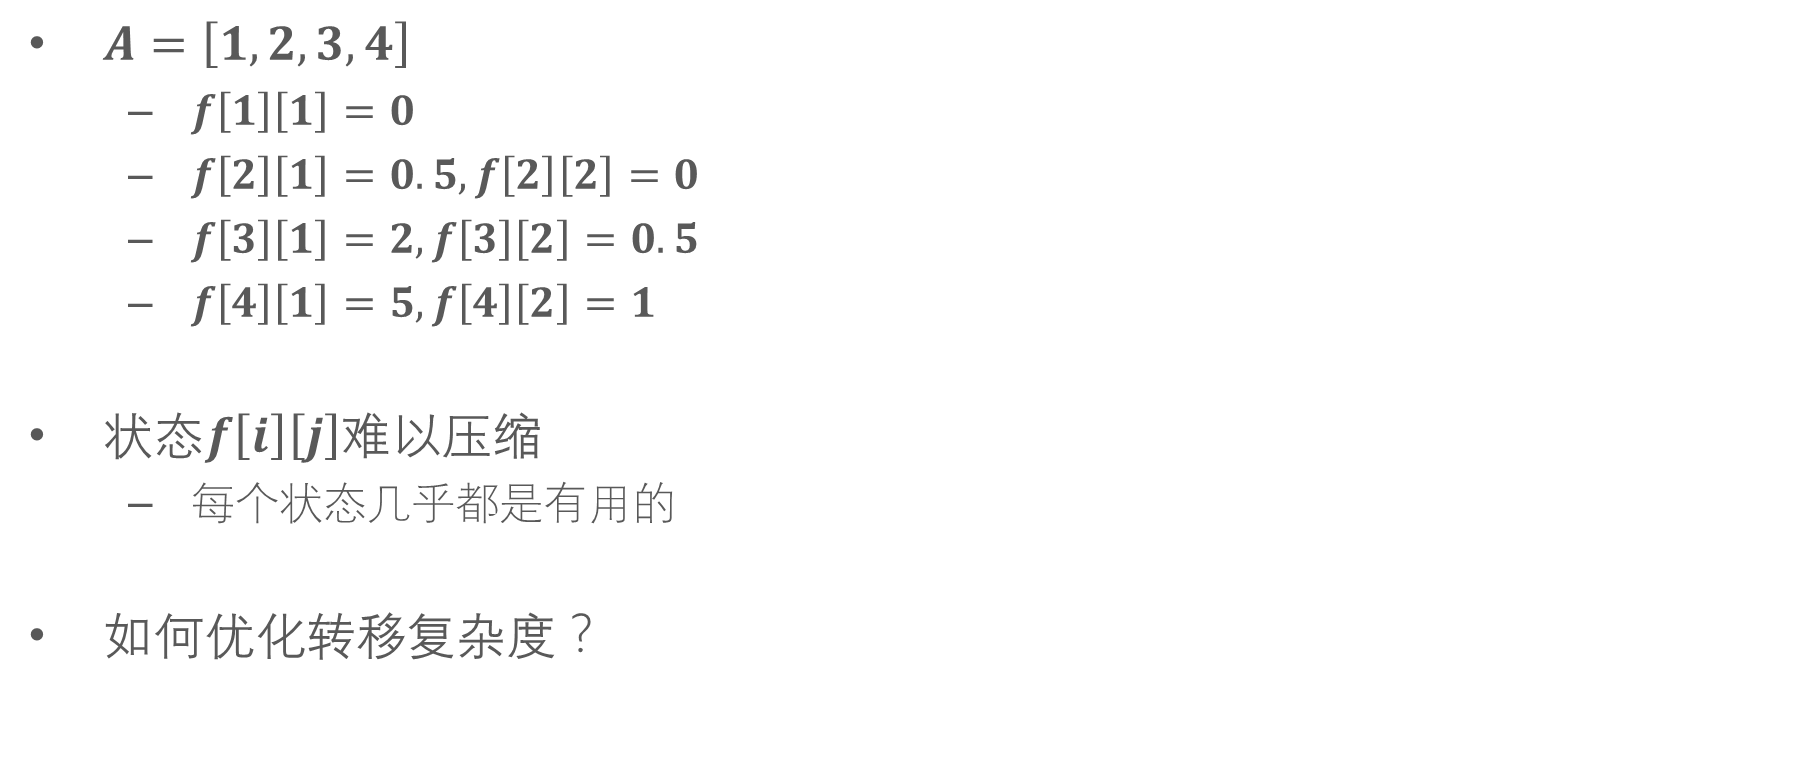 • A = [1, 2, 3, 4]
– f[1][1] = 0
– f[2][1] = 0.5, f[2][2] = 0
– f[3][1] = 2, f[3][2] = 0.5
– f[4][1] = 5, f[4][2] = 1
• 状态f[i][j]难以压缩
– 每个状态几乎都是有用的
• 如何优化转移复杂度？